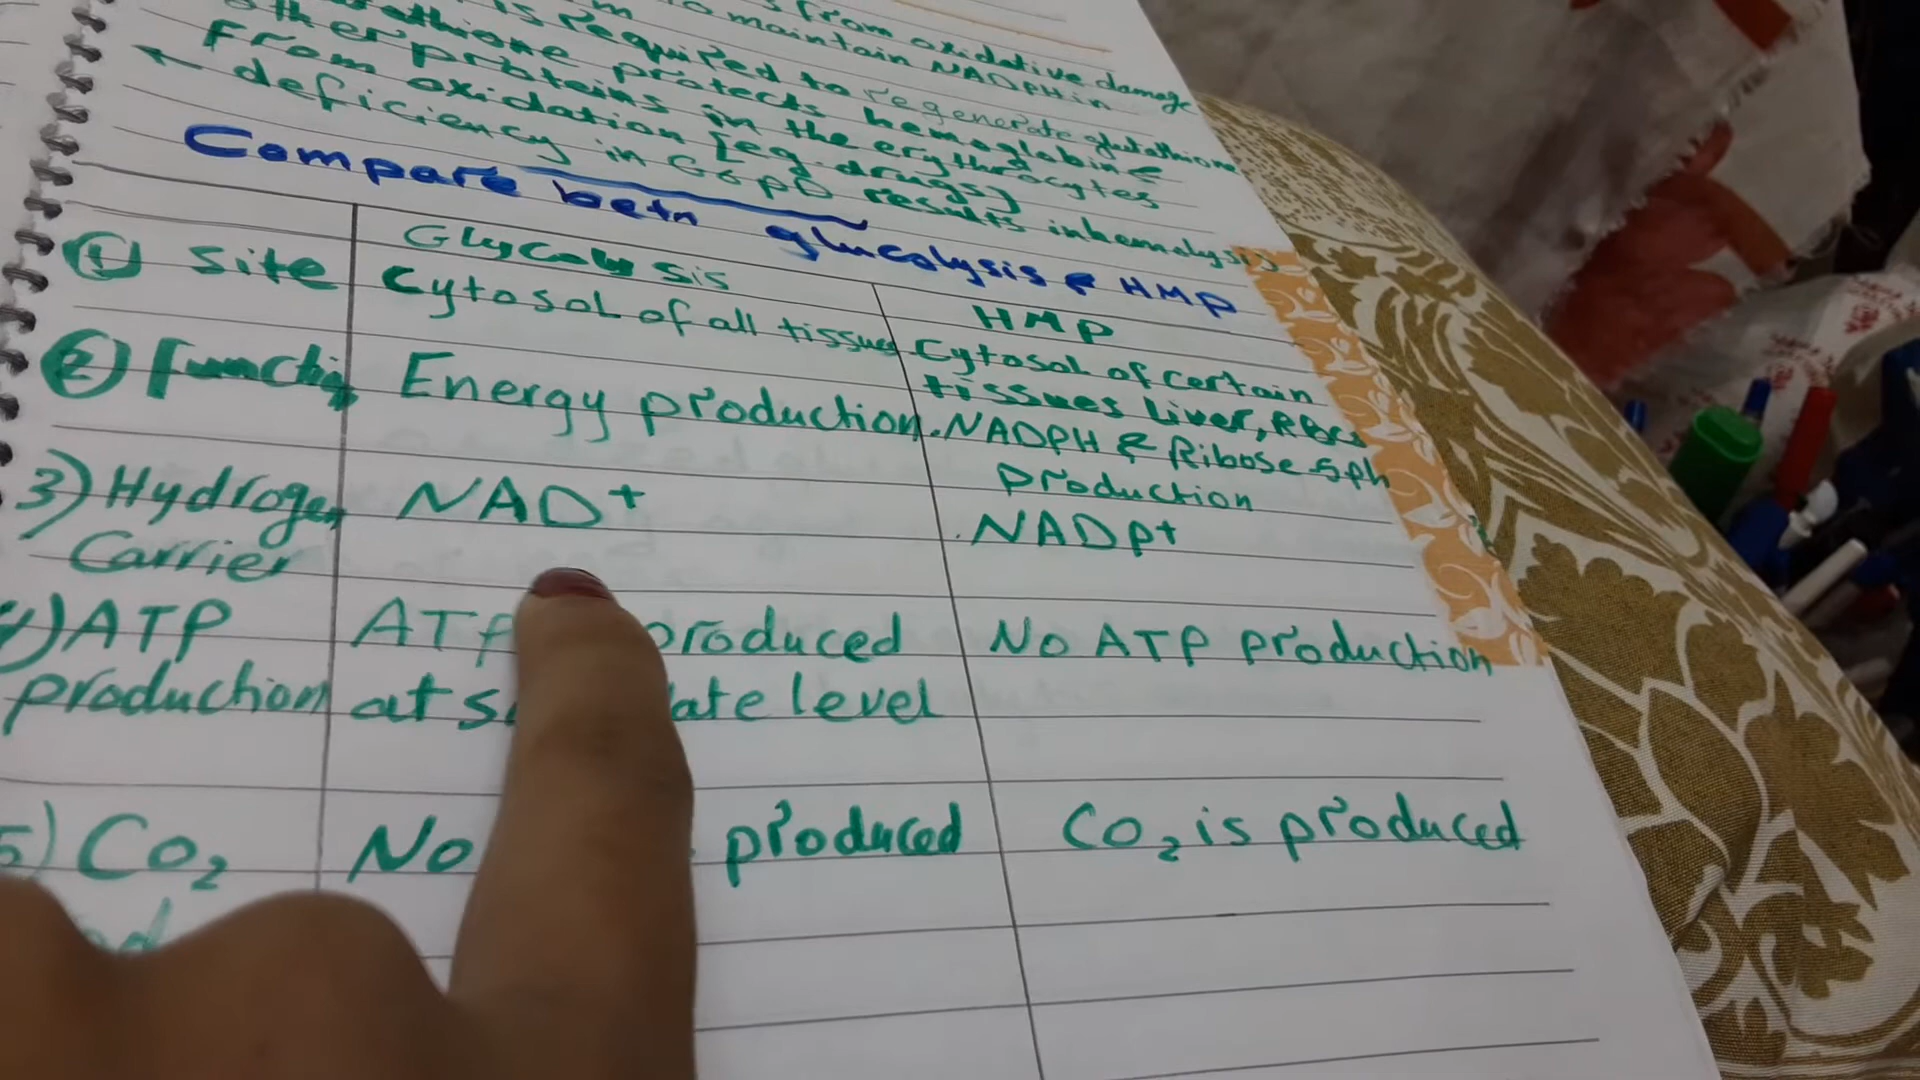 s from oxidative damage
to maintain NADPH in
is required to regenerate glutathione
athione protects hemoglobin &
other proteins in the erythrocytes
From oxidation [eg. drugs]
deficiency in G6PD results in hemolysis
Compare betn glucolysis & HMP
Glycolysis HMP
① Site Cytosol of all tissues Cytosol of certain
tissues Liver, RBCs
② Function Energy production NADPH & Ribose 5 ph
production
3) Hydrogen NAD+ NADP+
Carrier
4) ATP ATP produced No ATP production
production at s ate level
5) Co2 No produced CO2 is produced